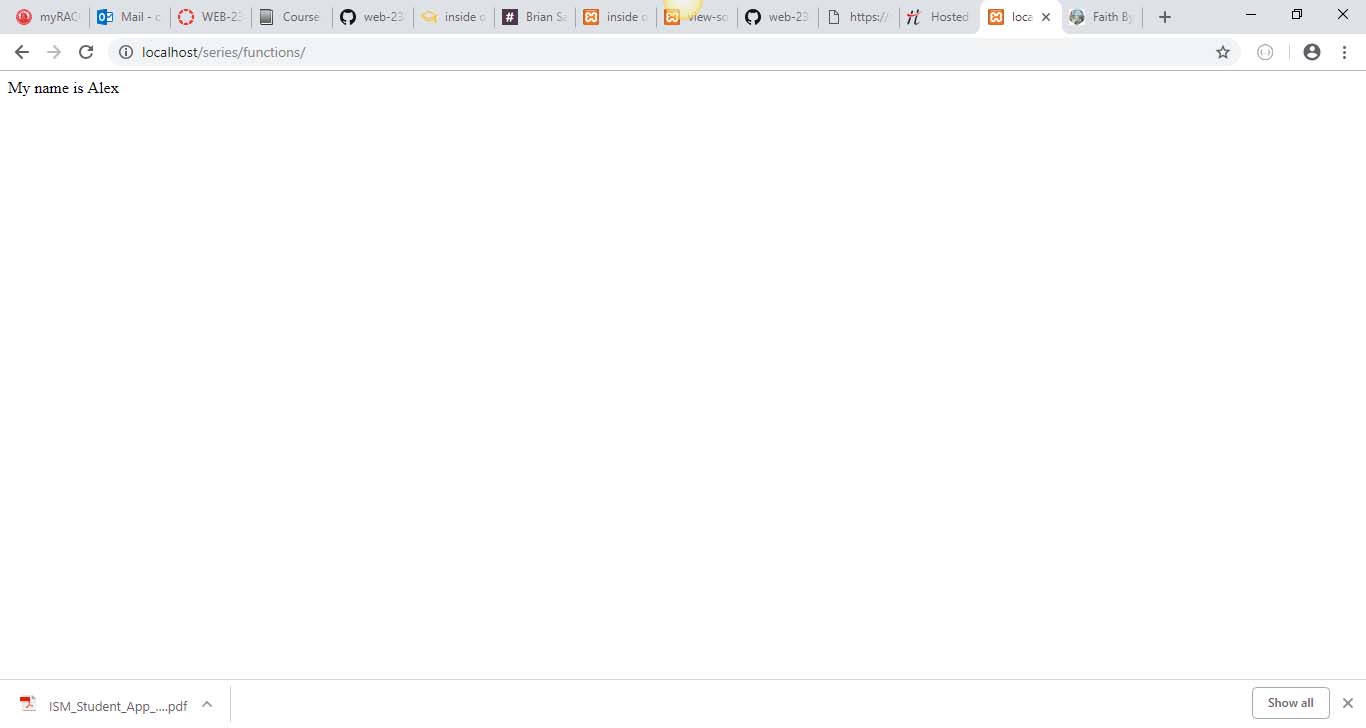 myRAC Mail - c WEB-23 Course web-23 inside c Brian Sa inside c view-so web-23 https:// Hosted loca Faith By
localhost/series/functions/
My name is Alex
ISM_Student_App_....pdf Show all